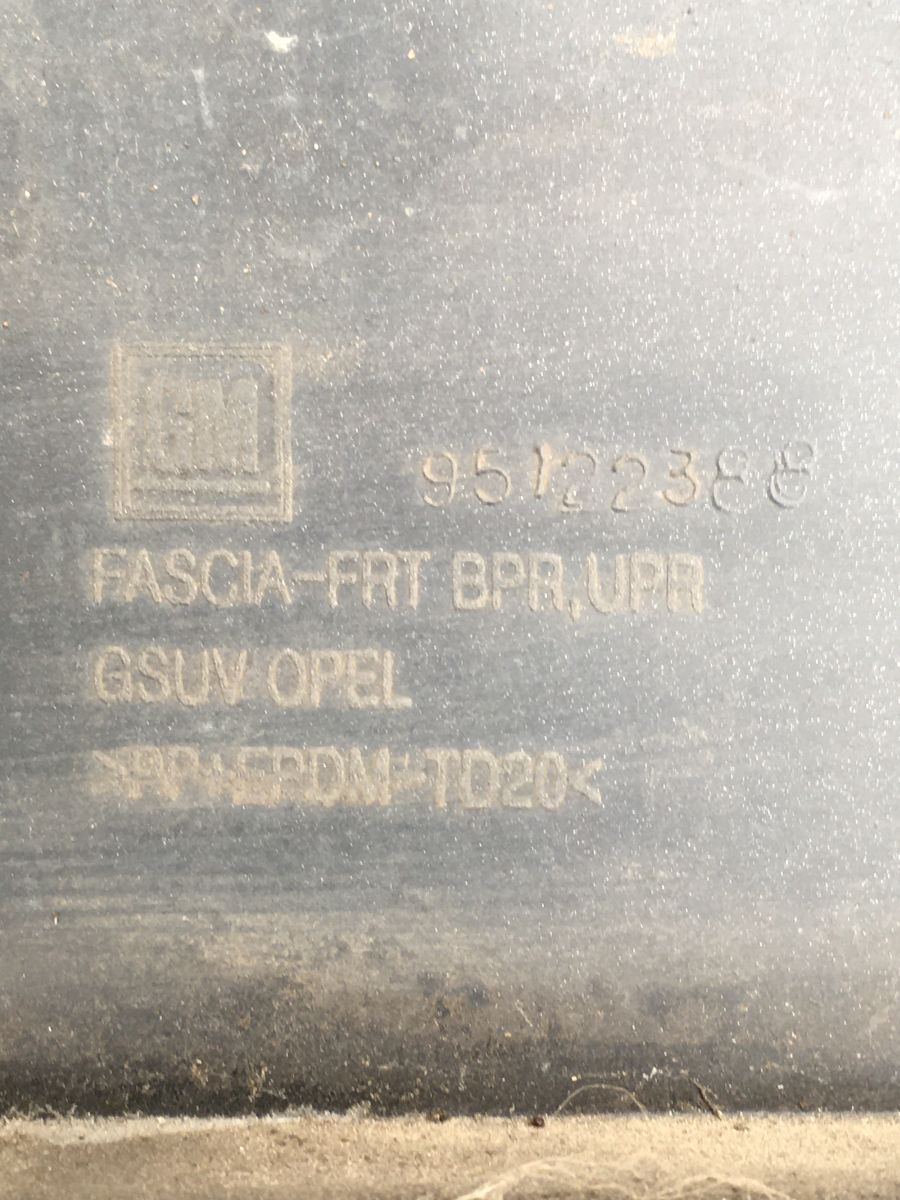 GM
95122388
FASCIA-FRT BPR,UPR
GSUV OPEL
>PP+EPDM-TD20<